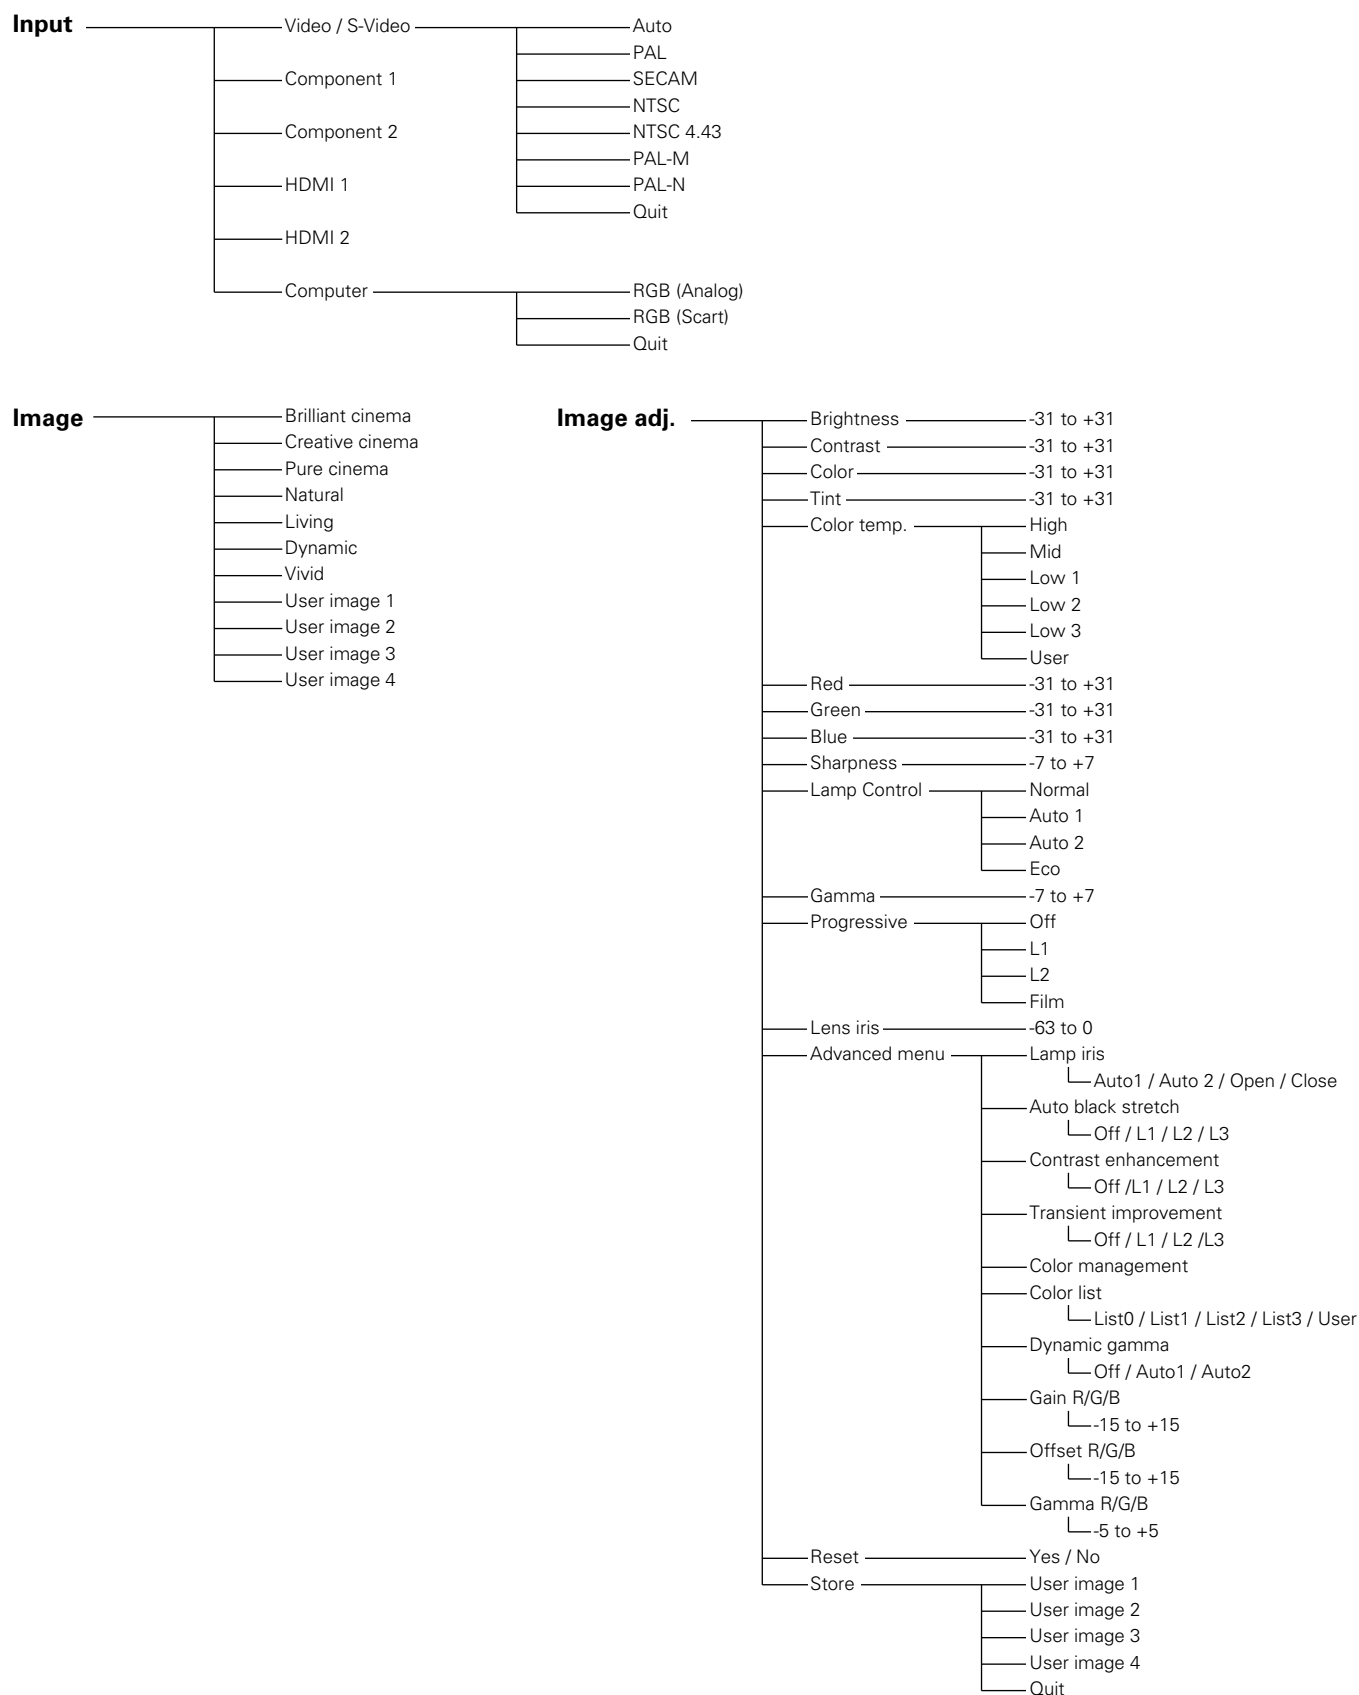 Input Video / S-Video Auto
PAL
Component 1 SECAM
NTSC
Component 2 NTSC 4.43
PAL-M
HDMI 1 PAL-N
Quit
HDMI 2
Computer RGB (Analog)
RGB (Scart)
Quit
Image
Brilliant cinema
Creative cinema
Pure cinema
Natural
Living
Dynamic
Vivid
User image 1
User image 2
User image 3
User image 4
Image adj.
Brightness -31 to +31
Contrast -31 to +31
Color -31 to +31
Tint -31 to +31
Color temp. High
Mid
Low 1
Low 2
Low 3
User
Red -31 to +31
Green -31 to +31
Blue -31 to +31
Sharpness -7 to +7
Lamp Control Normal
Auto 1
Auto 2
Eco
Gamma -7 to +7
Progressive Off
L1
L2
Film
Lens iris -63 to 0
Advanced menu Lamp iris
Auto1 / Auto 2 / Open / Close
Auto black stretch
Off / L1 / L2 / L3
Contrast enhancement
Off /L1 / L2 / L3
Transient improvement
Off / L1 / L2 /L3
Color management
Color list
List0 / List1 / List2 / List3 / User
Dynamic gamma
Off / Auto1 / Auto2
Gain R/G/B
-15 to +15
Offset R/G/B
-15 to +15
Gamma R/G/B
-5 to +5
Reset Yes / No
Store User image 1
User image 2
User image 3
User image 4
Quit